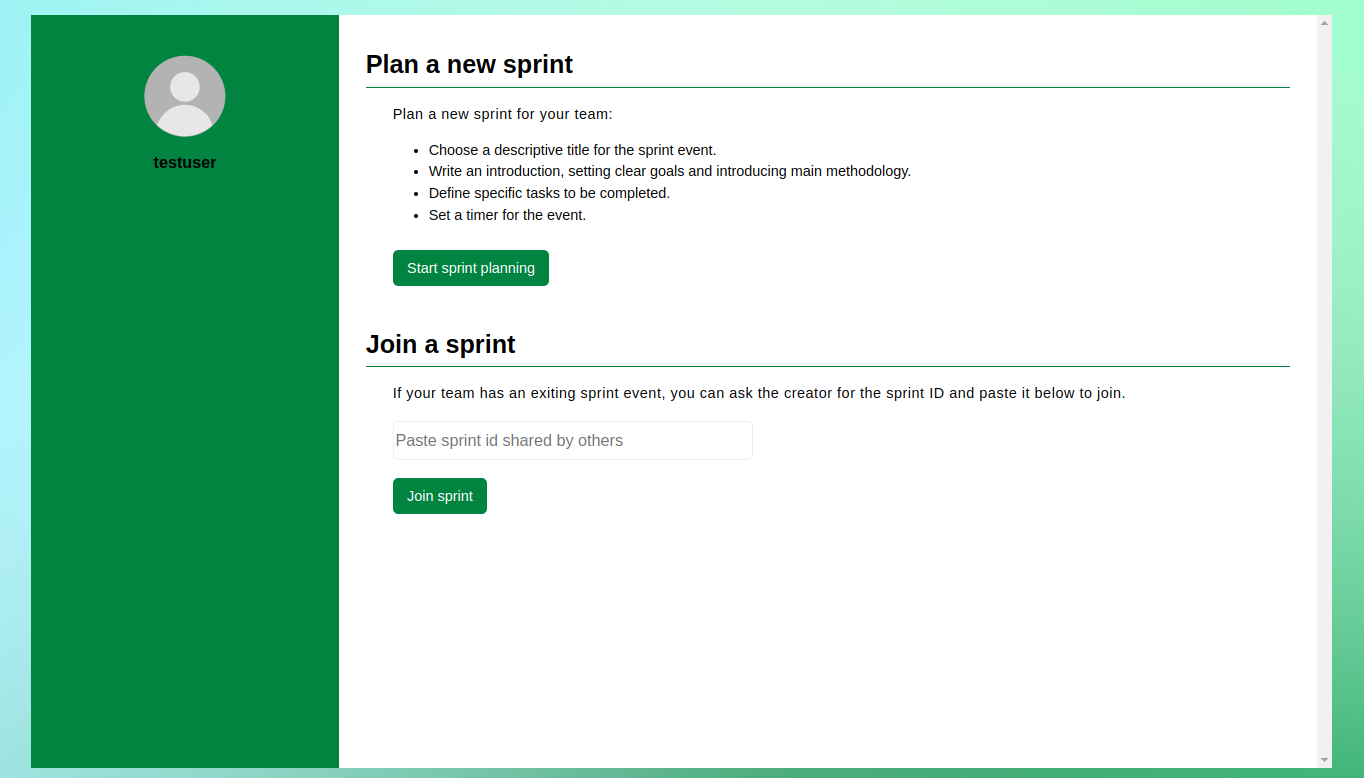 testuser
Plan a new sprint
Plan a new sprint for your team:
Choose a descriptive title for the sprint event.
Write an introduction, setting clear goals and introducing main methodology.
Define specific tasks to be completed.
Set a timer for the event.
Start sprint planning
Join a sprint
If your team has an exiting sprint event, you can ask the creator for the sprint ID and paste it below to join.
Paste sprint id shared by others
Join sprint